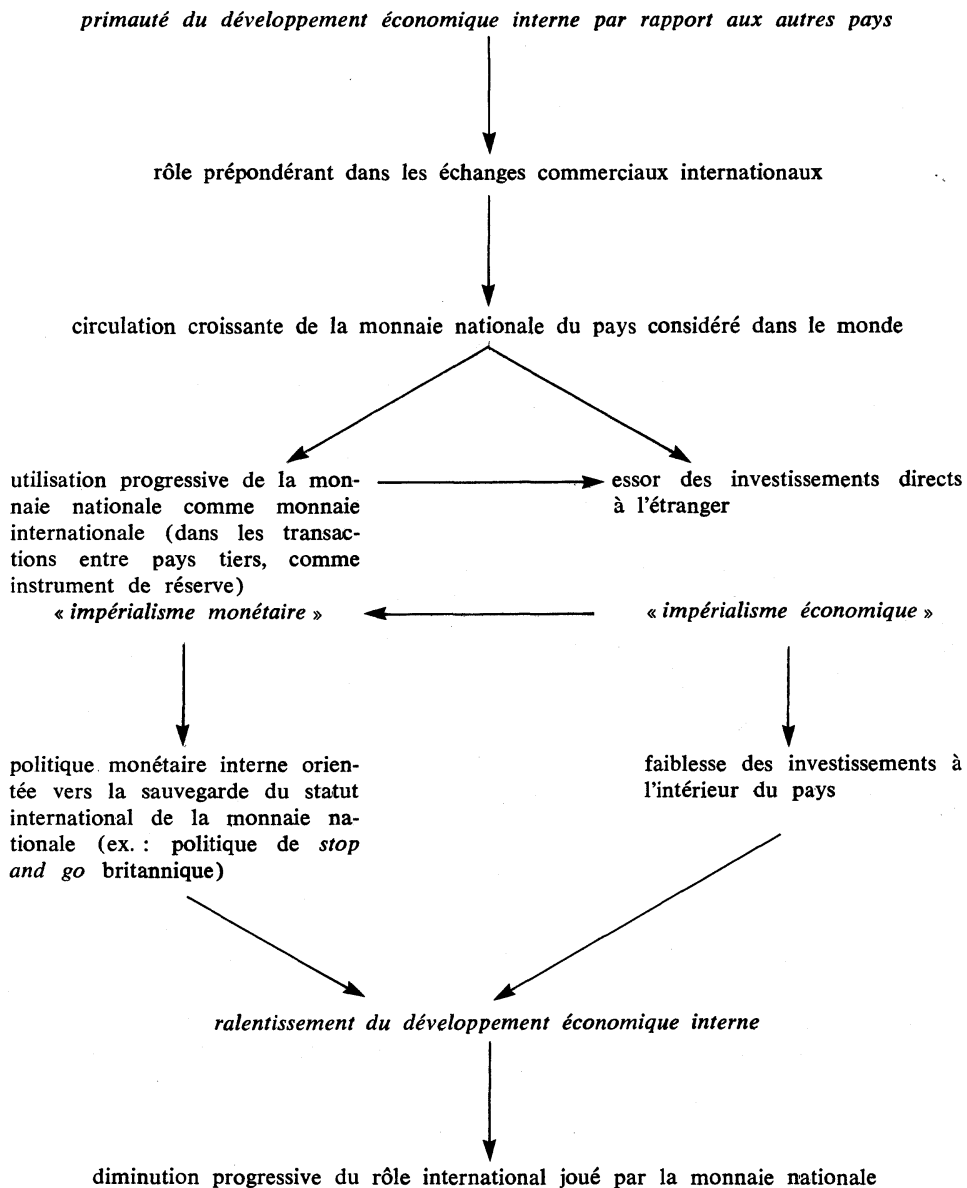 primauté du développement économique interne par rapport aux autres pays
rôle prépondérant dans les échanges commerciaux internationaux
circulation croissante de la monnaie nationale du pays considéré dans le monde
utilisation progressive de la mon-
naie nationale comme monnaie
internationale (dans les transac-
tions entre pays tiers, comme
instrument de réserve)
« impérialisme monétaire »
essor des investissements directs
à l'étranger
« impérialisme économique »
politique monétaire interne orien-
tée vers la sauvegarde du statut
international de la monnaie na-
tionale (ex. : politique de stop
and go britannique)
faiblesse des investissements à
l'intérieur du pays
ralentissement du développement économique interne
diminution progressive du rôle international joué par la monnaie nationale